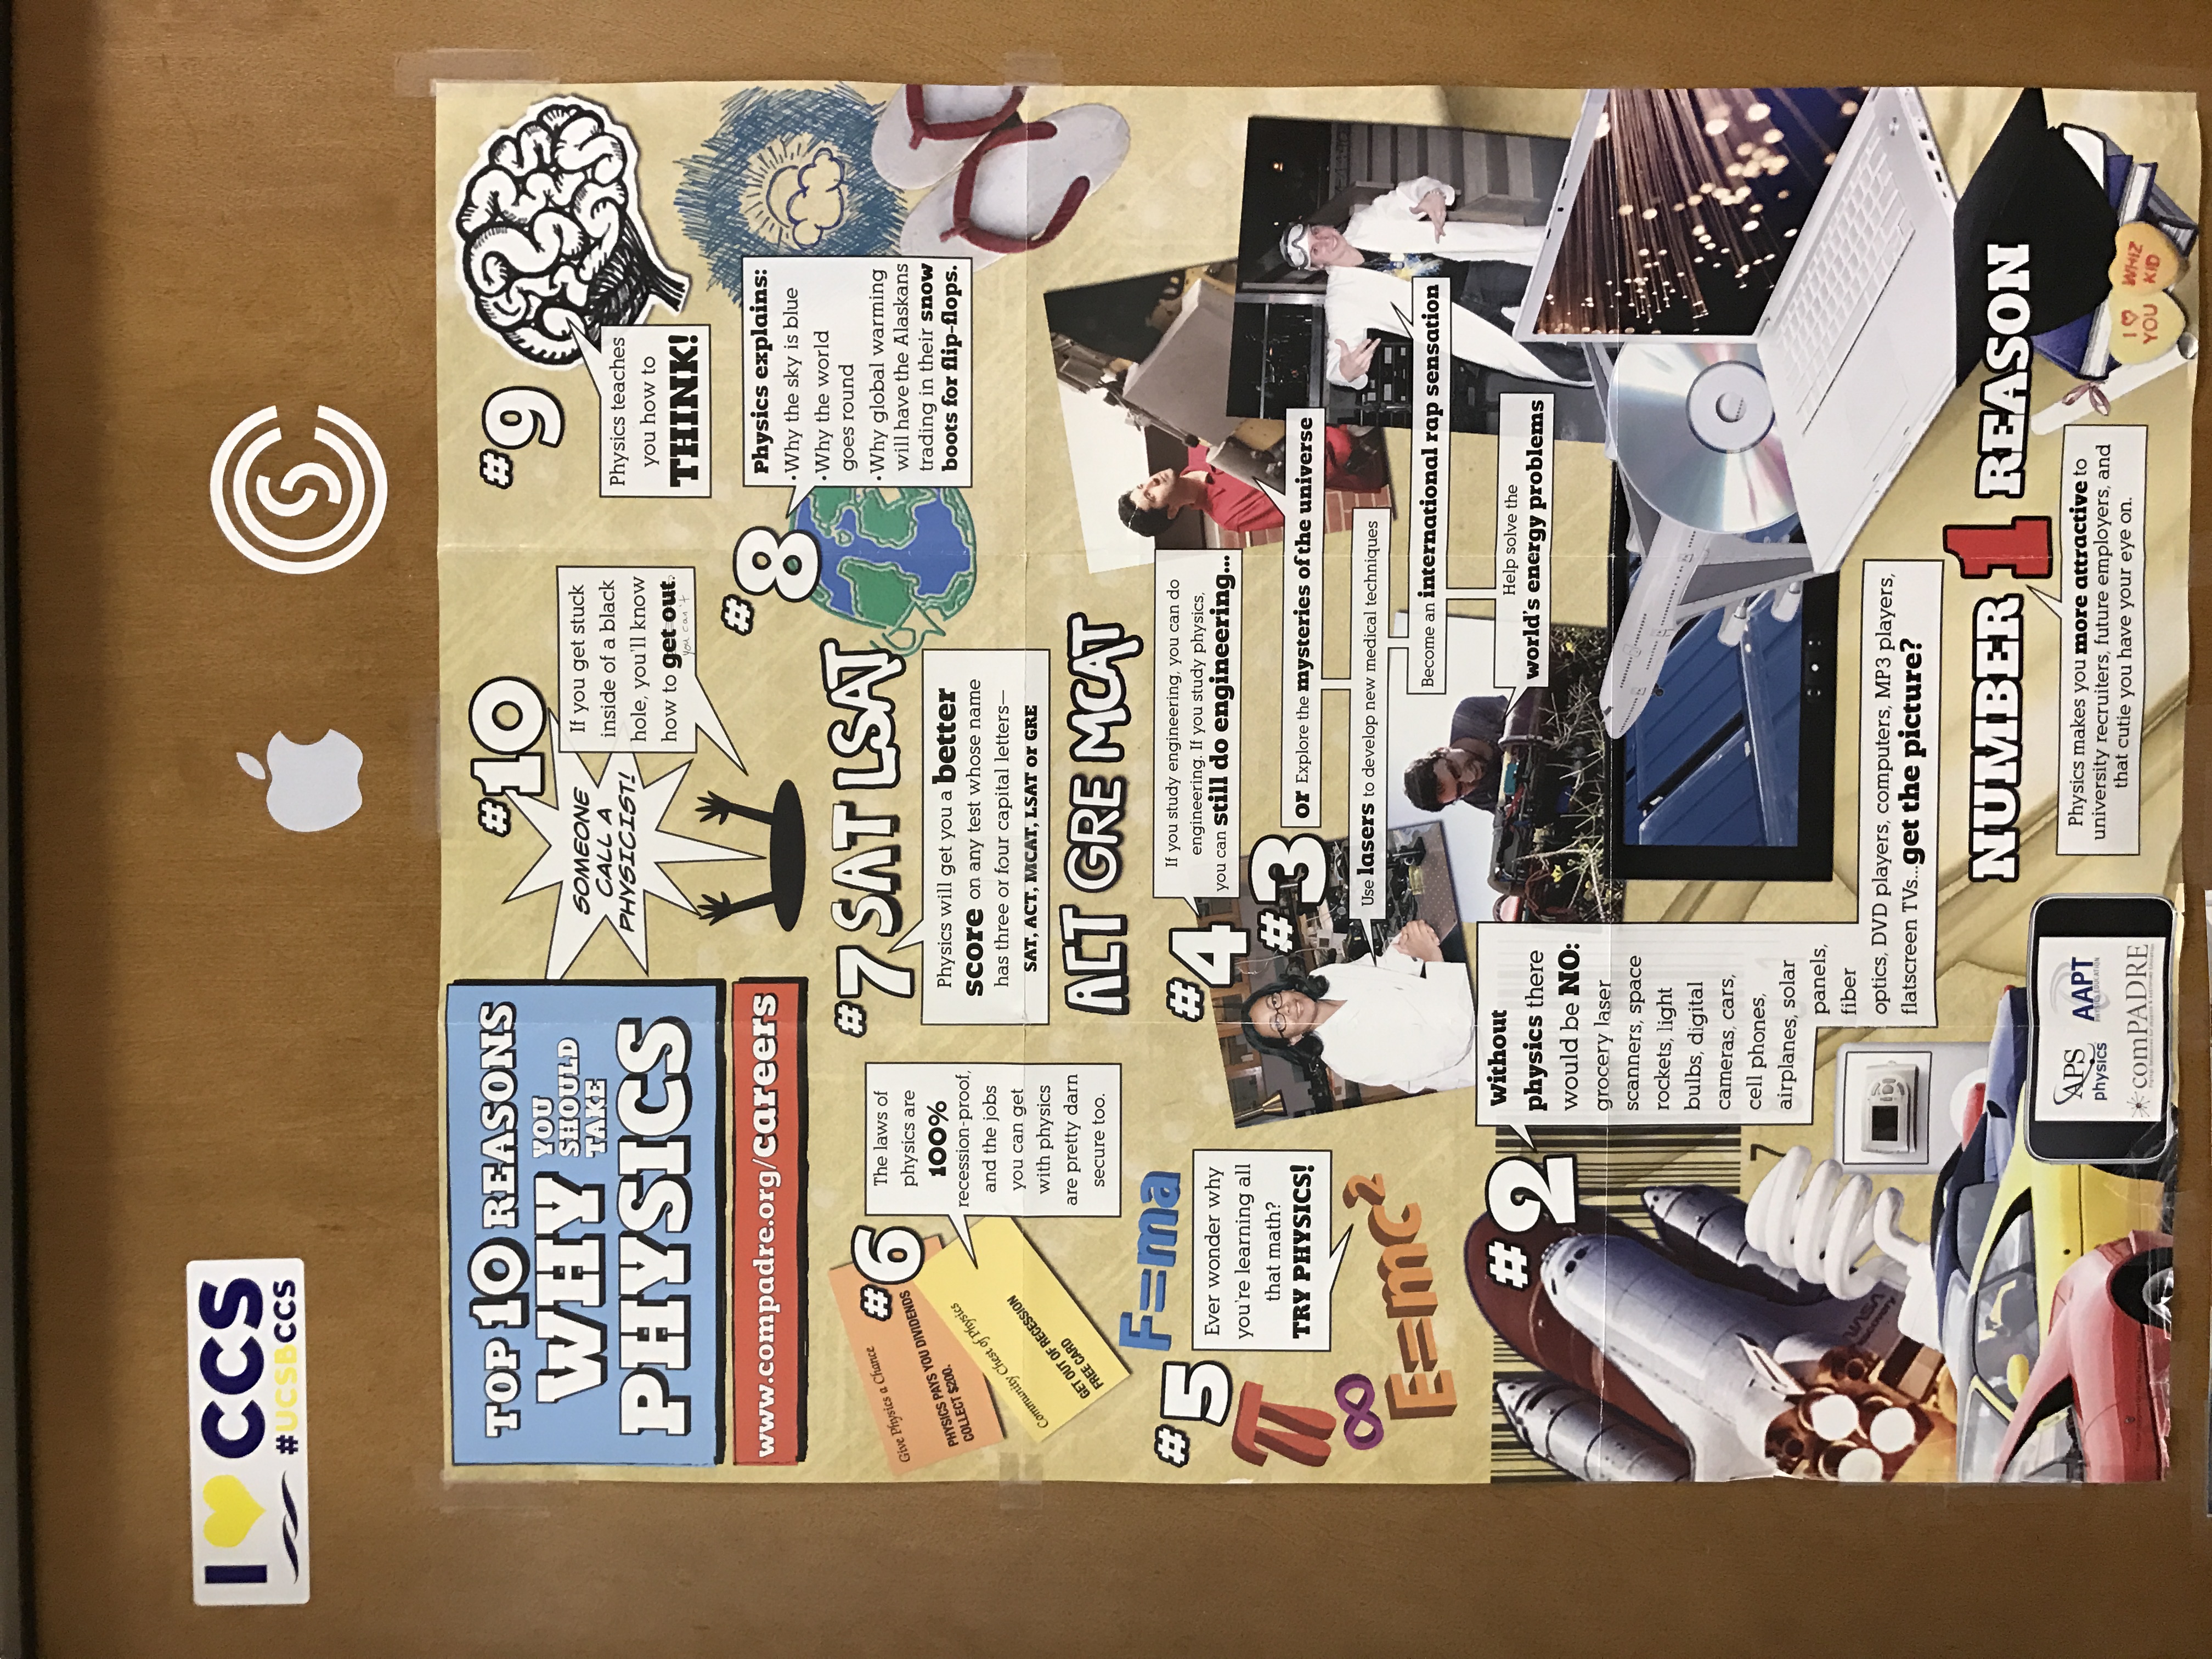 I CCS
#UCSBCCS
TOP 10 REASONS
WHY YOU SHOULD TAKE
PHYSICS
www.compadre.org/careers
#10
SOMEONE
CALL A
PHYSICIST!
If you get stuck
inside of a black
hole, you'll know
how to get out.
you can't
#9
Physics teaches
you how to
THINK!
#8
Physics explains:
·Why the sky is blue
·Why the world
goes round
·Why global warming
will have the Alaskans
trading in their snow
boots for flip-flops.
#7 SAT LSAT
Physics will get you a better
score on any test whose name
has three or four capital letters—
SAT, ACT, MCAT, LSAT or GRE
ACT GRE MCAT
#6
Give Physics a Chance
PHYSICS PAYS YOU DIVIDENDS
COLLECT $200.
Community Chest of Physics
GET OUT OF RECESSION
FREE CARD
The laws of
physics are
100%
recession-proof,
and the jobs
you can get
with physics
are pretty darn
secure too.
#5
F=ma
Ever wonder why
you're learning all
that math?
TRY PHYSICS!
π
∞
E=mc²
#4
If you study engineering, you can do
engineering. If you study physics,
you can still do engineering...
#3
or Explore the mysteries of the universe
Use lasers to develop new medical techniques
Become an international rap sensation
Help solve the
world's energy problems
#2
Without
physics there
would be NO:
grocery laser
scanners, space
rockets, light
bulbs, digital
cameras, cars,
cell phones,
airplanes, solar
panels,
fiber
optics, DVD players, computers, MP3 players,
flatscreen TVs...get the picture?
7
NASA
Discovery
NUMBER 1 REASON
Physics makes you more attractive to
university recruiters, future employers, and
that cutie you have your eye on.
APS
physics
AAPT
PHYSICS EDUCATION
comPADRE
I
YOU
WHIZ
KID